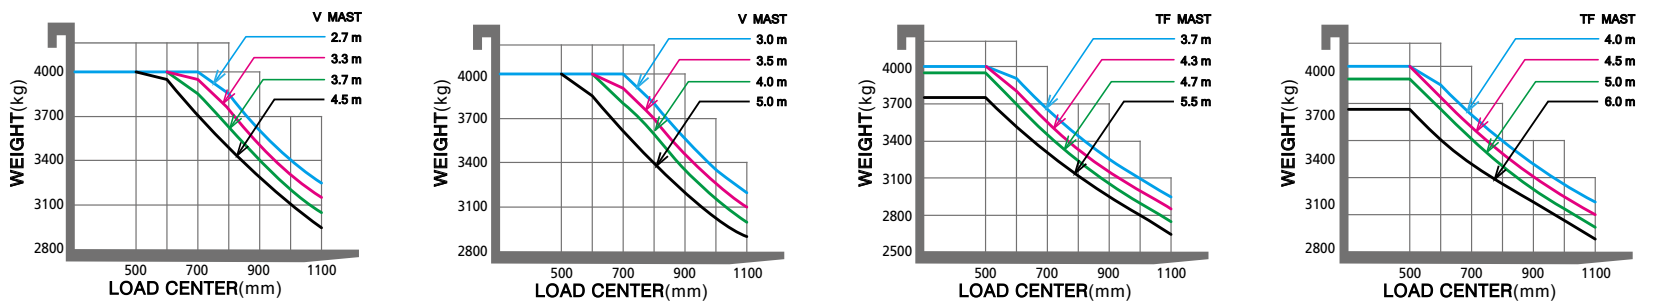 V MAST
2.7 m
3.3 m
3.7 m
4.5 m
WEIGHT(kg)
4000
3700
3400
3100
2800
500 700 900 1100
LOAD CENTER(mm)
V MAST
3.0 m
3.5 m
4.0 m
5.0 m
WEIGHT(kg)
4000
3700
3400
3100
2800
500 700 900 1100
LOAD CENTER(mm)
TF MAST
3.7 m
4.3 m
4.7 m
5.5 m
WEIGHT(kg)
4000
3700
3400
3100
2800
2500
500 700 900 1100
LOAD CENTER(mm)
TF MAST
4.0 m
4.5 m
5.0 m
6.0 m
WEIGHT(kg)
4000
3700
3400
3100
2800
500 700 900 1100
LOAD CENTER(mm)